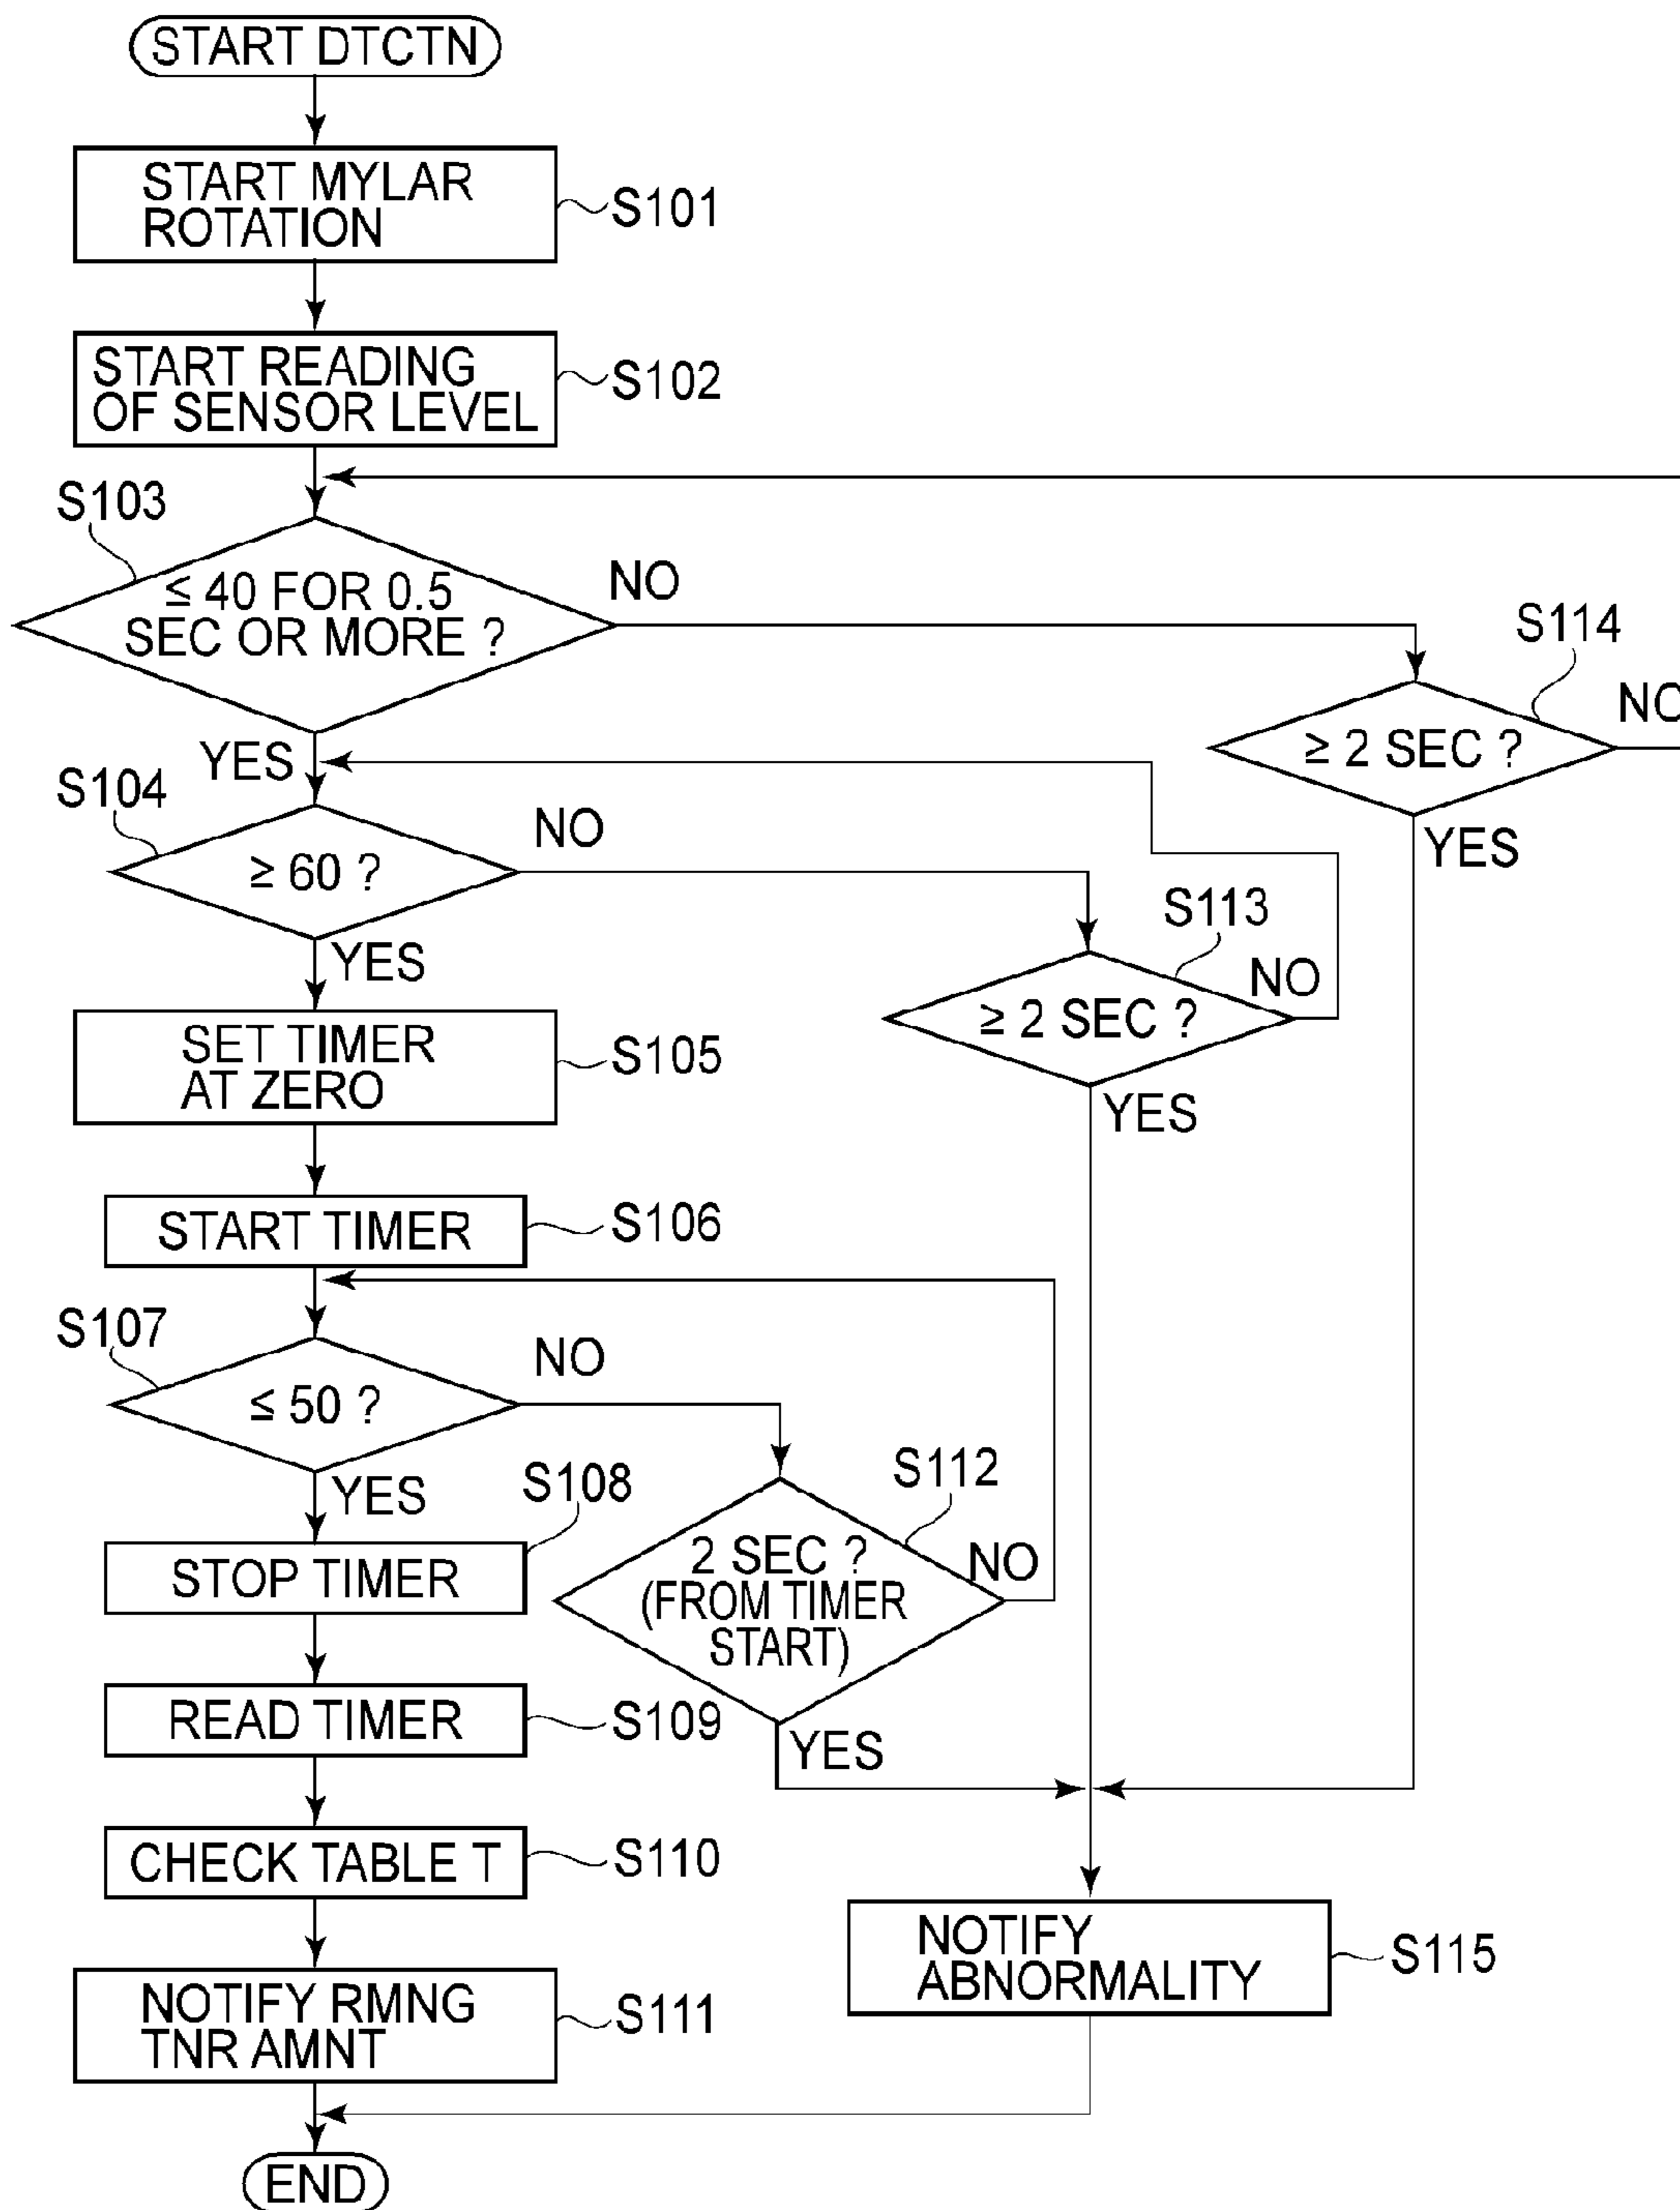 START DTCTN
START MYLAR
ROTATION
S101
START READING
OF SENSOR LEVEL
S102
S103
≤ 40 FOR 0.5
SEC OR MORE ?
NO
S114
≥ 2 SEC ?
NO
YES
YES
S104
≥ 60 ?
NO
S113
≥ 2 SEC ?
NO
YES
YES
SET TIMER
AT ZERO
S105
START TIMER
S106
S107
≤ 50 ?
NO
S112
2 SEC ?
(FROM TIMER
START)
NO
YES
YES
S108
STOP TIMER
READ TIMER
S109
CHECK TABLE T
S110
NOTIFY
ABNORMALITY
S115
NOTIFY RMNG
TNR AMNT
S111
END